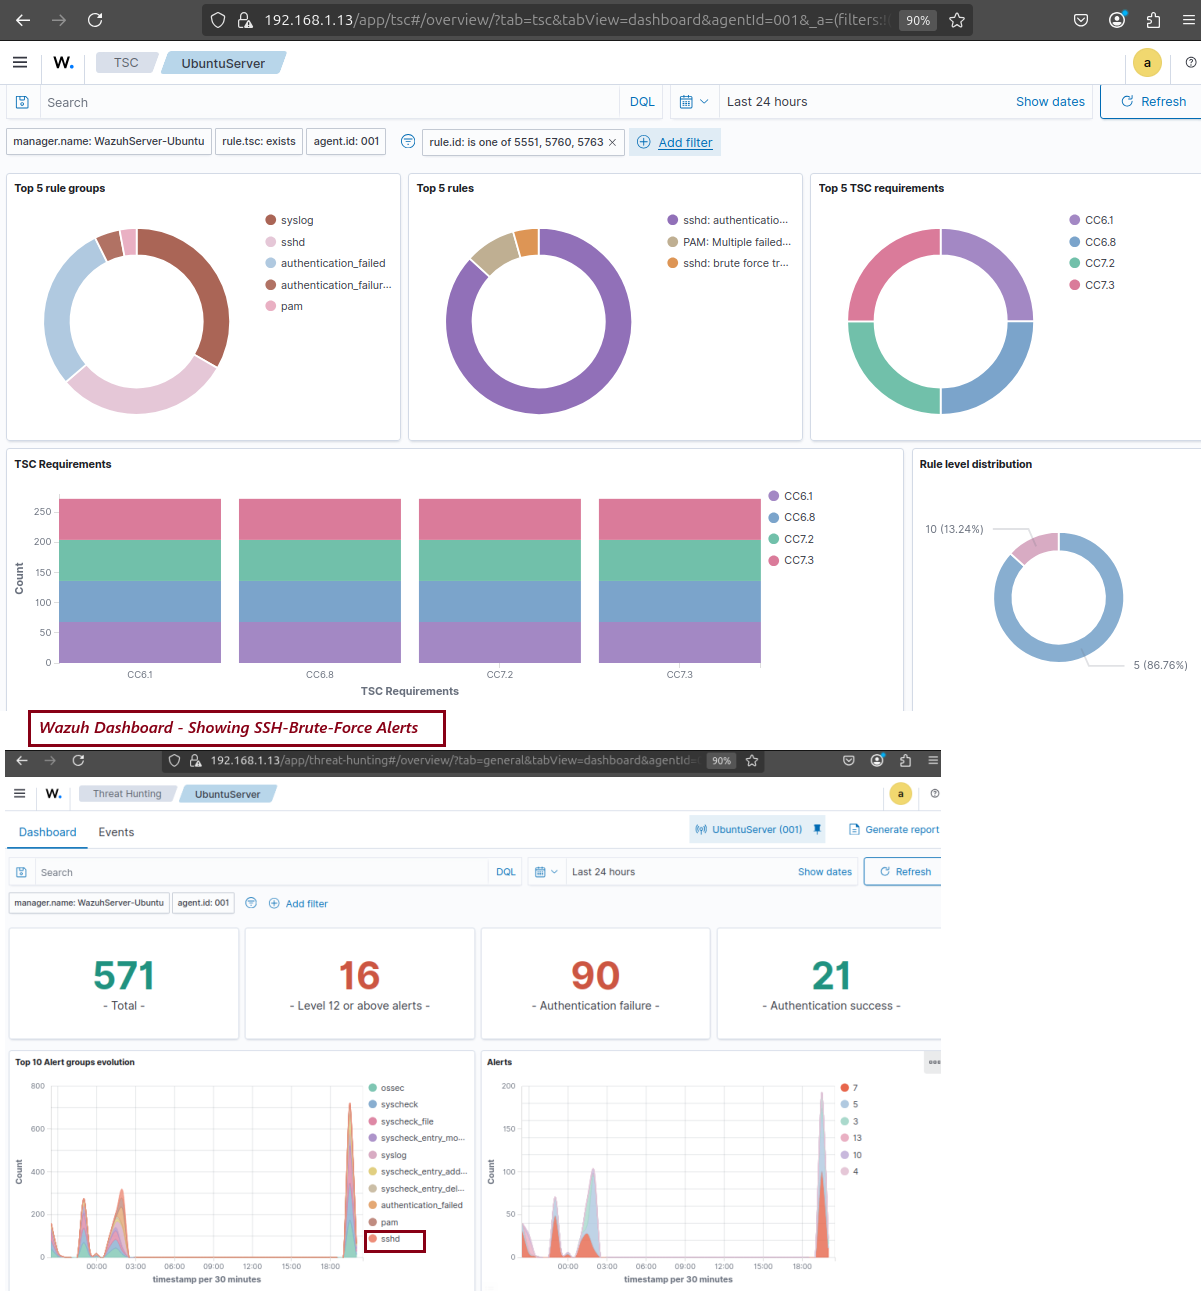 192.168.1.13/app/tsc#/overview/?tab=tsc&tabView=dashboard&agentId=001&_a=(filters:!( 90%
W. TSC UbuntuServer a
Search DQL Last 24 hours Show dates Refresh
manager.name: WazuhServer-Ubuntu rule.tsc: exists agent.id: 001 rule.id: is one of 5551, 5760, 5763 × Add filter
Top 5 rule groups
syslog
sshd
authentication_failed
authentication_failur...
pam
Top 5 rules
sshd: authenticatio...
PAM: Multiple failed...
sshd: brute force tr...
Top 5 TSC requirements
CC6.1
CC6.8
CC7.2
CC7.3
TSC Requirements
Count
250
200
150
100
50
0
CC6.1 CC6.8 CC7.2 CC7.3
TSC Requirements
CC6.1
CC6.8
CC7.2
CC7.3
Rule level distribution
10 (13.24%)
5 (86.76%)
Wazuh Dashboard - Showing SSH-Brute-Force Alerts
192.168.1.13/app/threat-hunting#/overview/?tab=general&tabView=dashboard&agentId= 90%
W. Threat Hunting UbuntuServer a
Dashboard Events UbuntuServer (001) Generate report
Search DQL Last 24 hours Show dates Refresh
manager.name: WazuhServer-Ubuntu agent.id: 001 Add filter
571
- Total -
16
- Level 12 or above alerts -
90
- Authentication failure -
21
- Authentication success -
Top 10 Alert groups evolution
Count
800
600
400
200
0
00:00 03:00 06:00 09:00 12:00 15:00 18:00
timestamp per 30 minutes
ossec
syscheck
syscheck_file
syscheck_entry_mo...
syslog
syscheck_entry_add...
syscheck_entry_del...
authentication_failed
pam
sshd
Alerts
Count
200
150
100
50
0
00:00 03:00 06:00 09:00 12:00 15:00 18:00
timestamp per 30 minutes
7
5
3
13
10
4